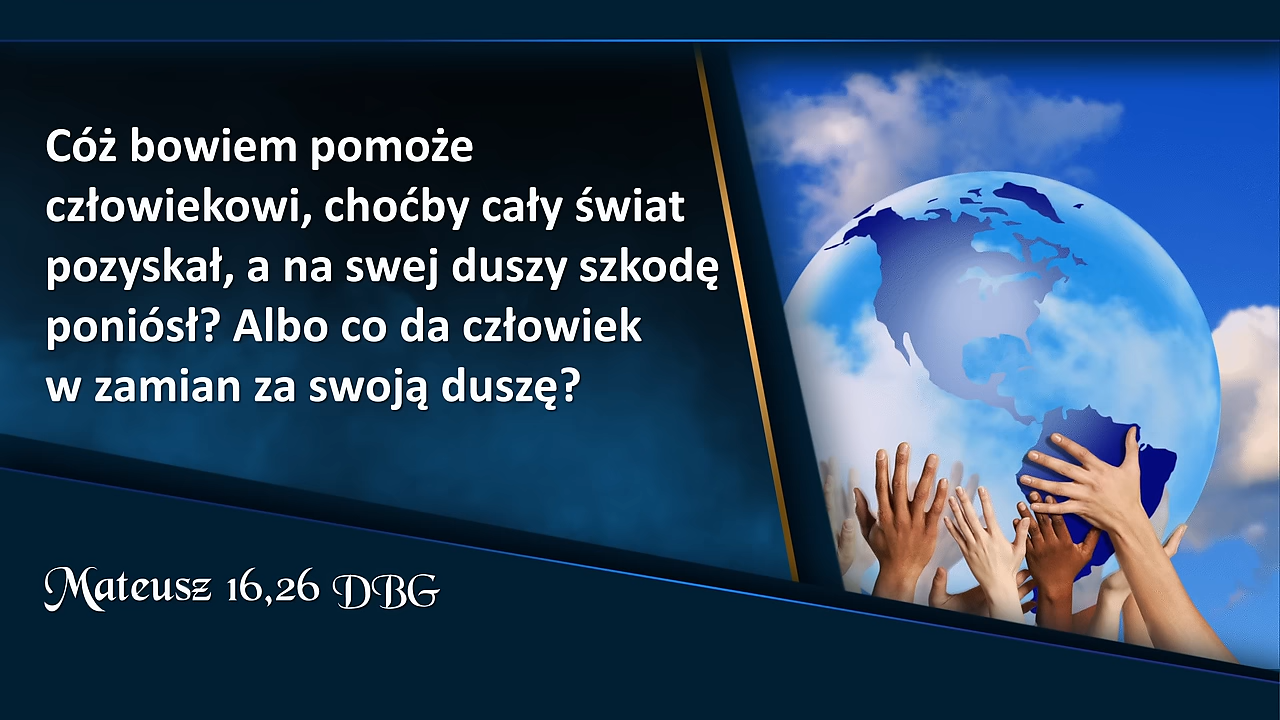 Cóż bowiem pomoże
człowiekowi, choćby cały świat
pozyskał, a na swej duszy szkodę
poniósł? Albo co da człowiek
w zamian za swoją duszę?
Mateusz 16,26 DBG